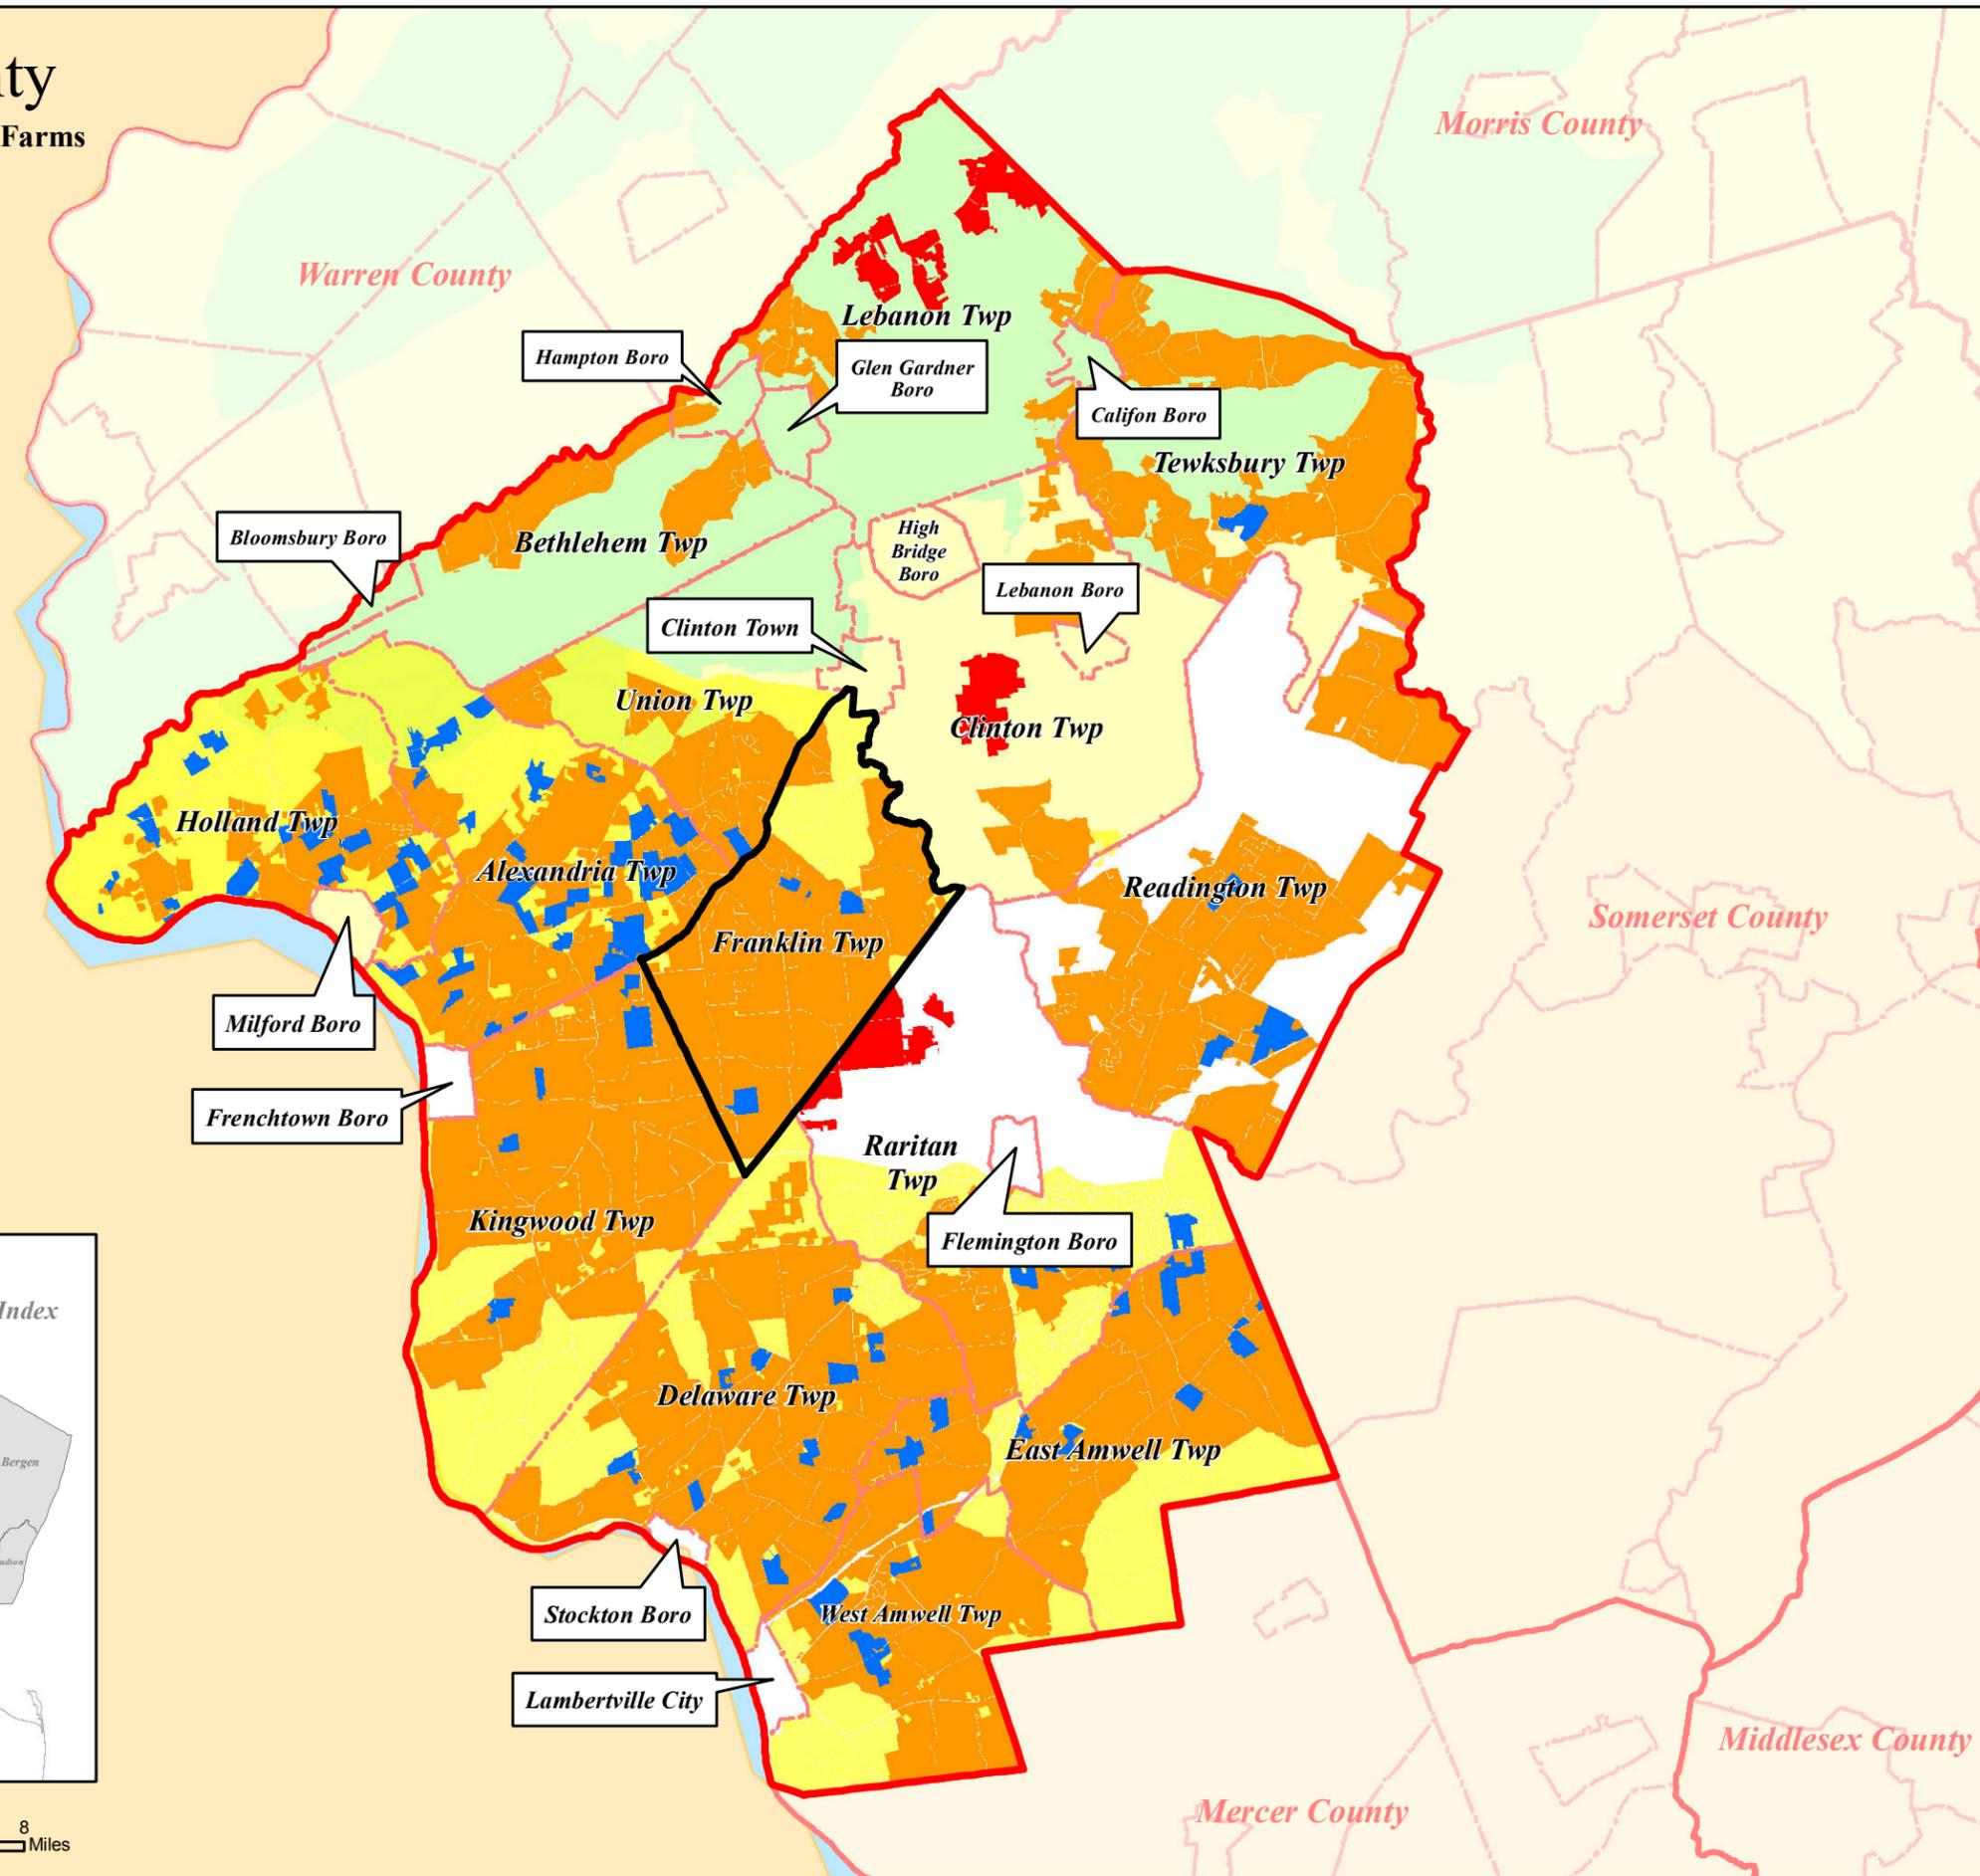 nty
Farms
Morris County
Warren County
Lebanon Twp
Hampton Boro
Glen Gardner
Boro
Califon Boro
Tewksbury Twp
Bloomsbury Boro
Bethlehem Twp
High
Bridge
Boro
Lebanon Boro
Clinton Town
Union Twp
Clinton Twp
Holland Twp
Alexandria Twp
Readington Twp
Somerset County
Franklin Twp
Milford Boro
Frenchtown Boro
Raritan
Twp
Kingwood Twp
Flemington Boro
Index
Delaware Twp
East Amwell Twp
Bergen
udson
Stockton Boro
West Amwell Twp
Lambertville City
Middlesex County
Mercer County
8
Miles